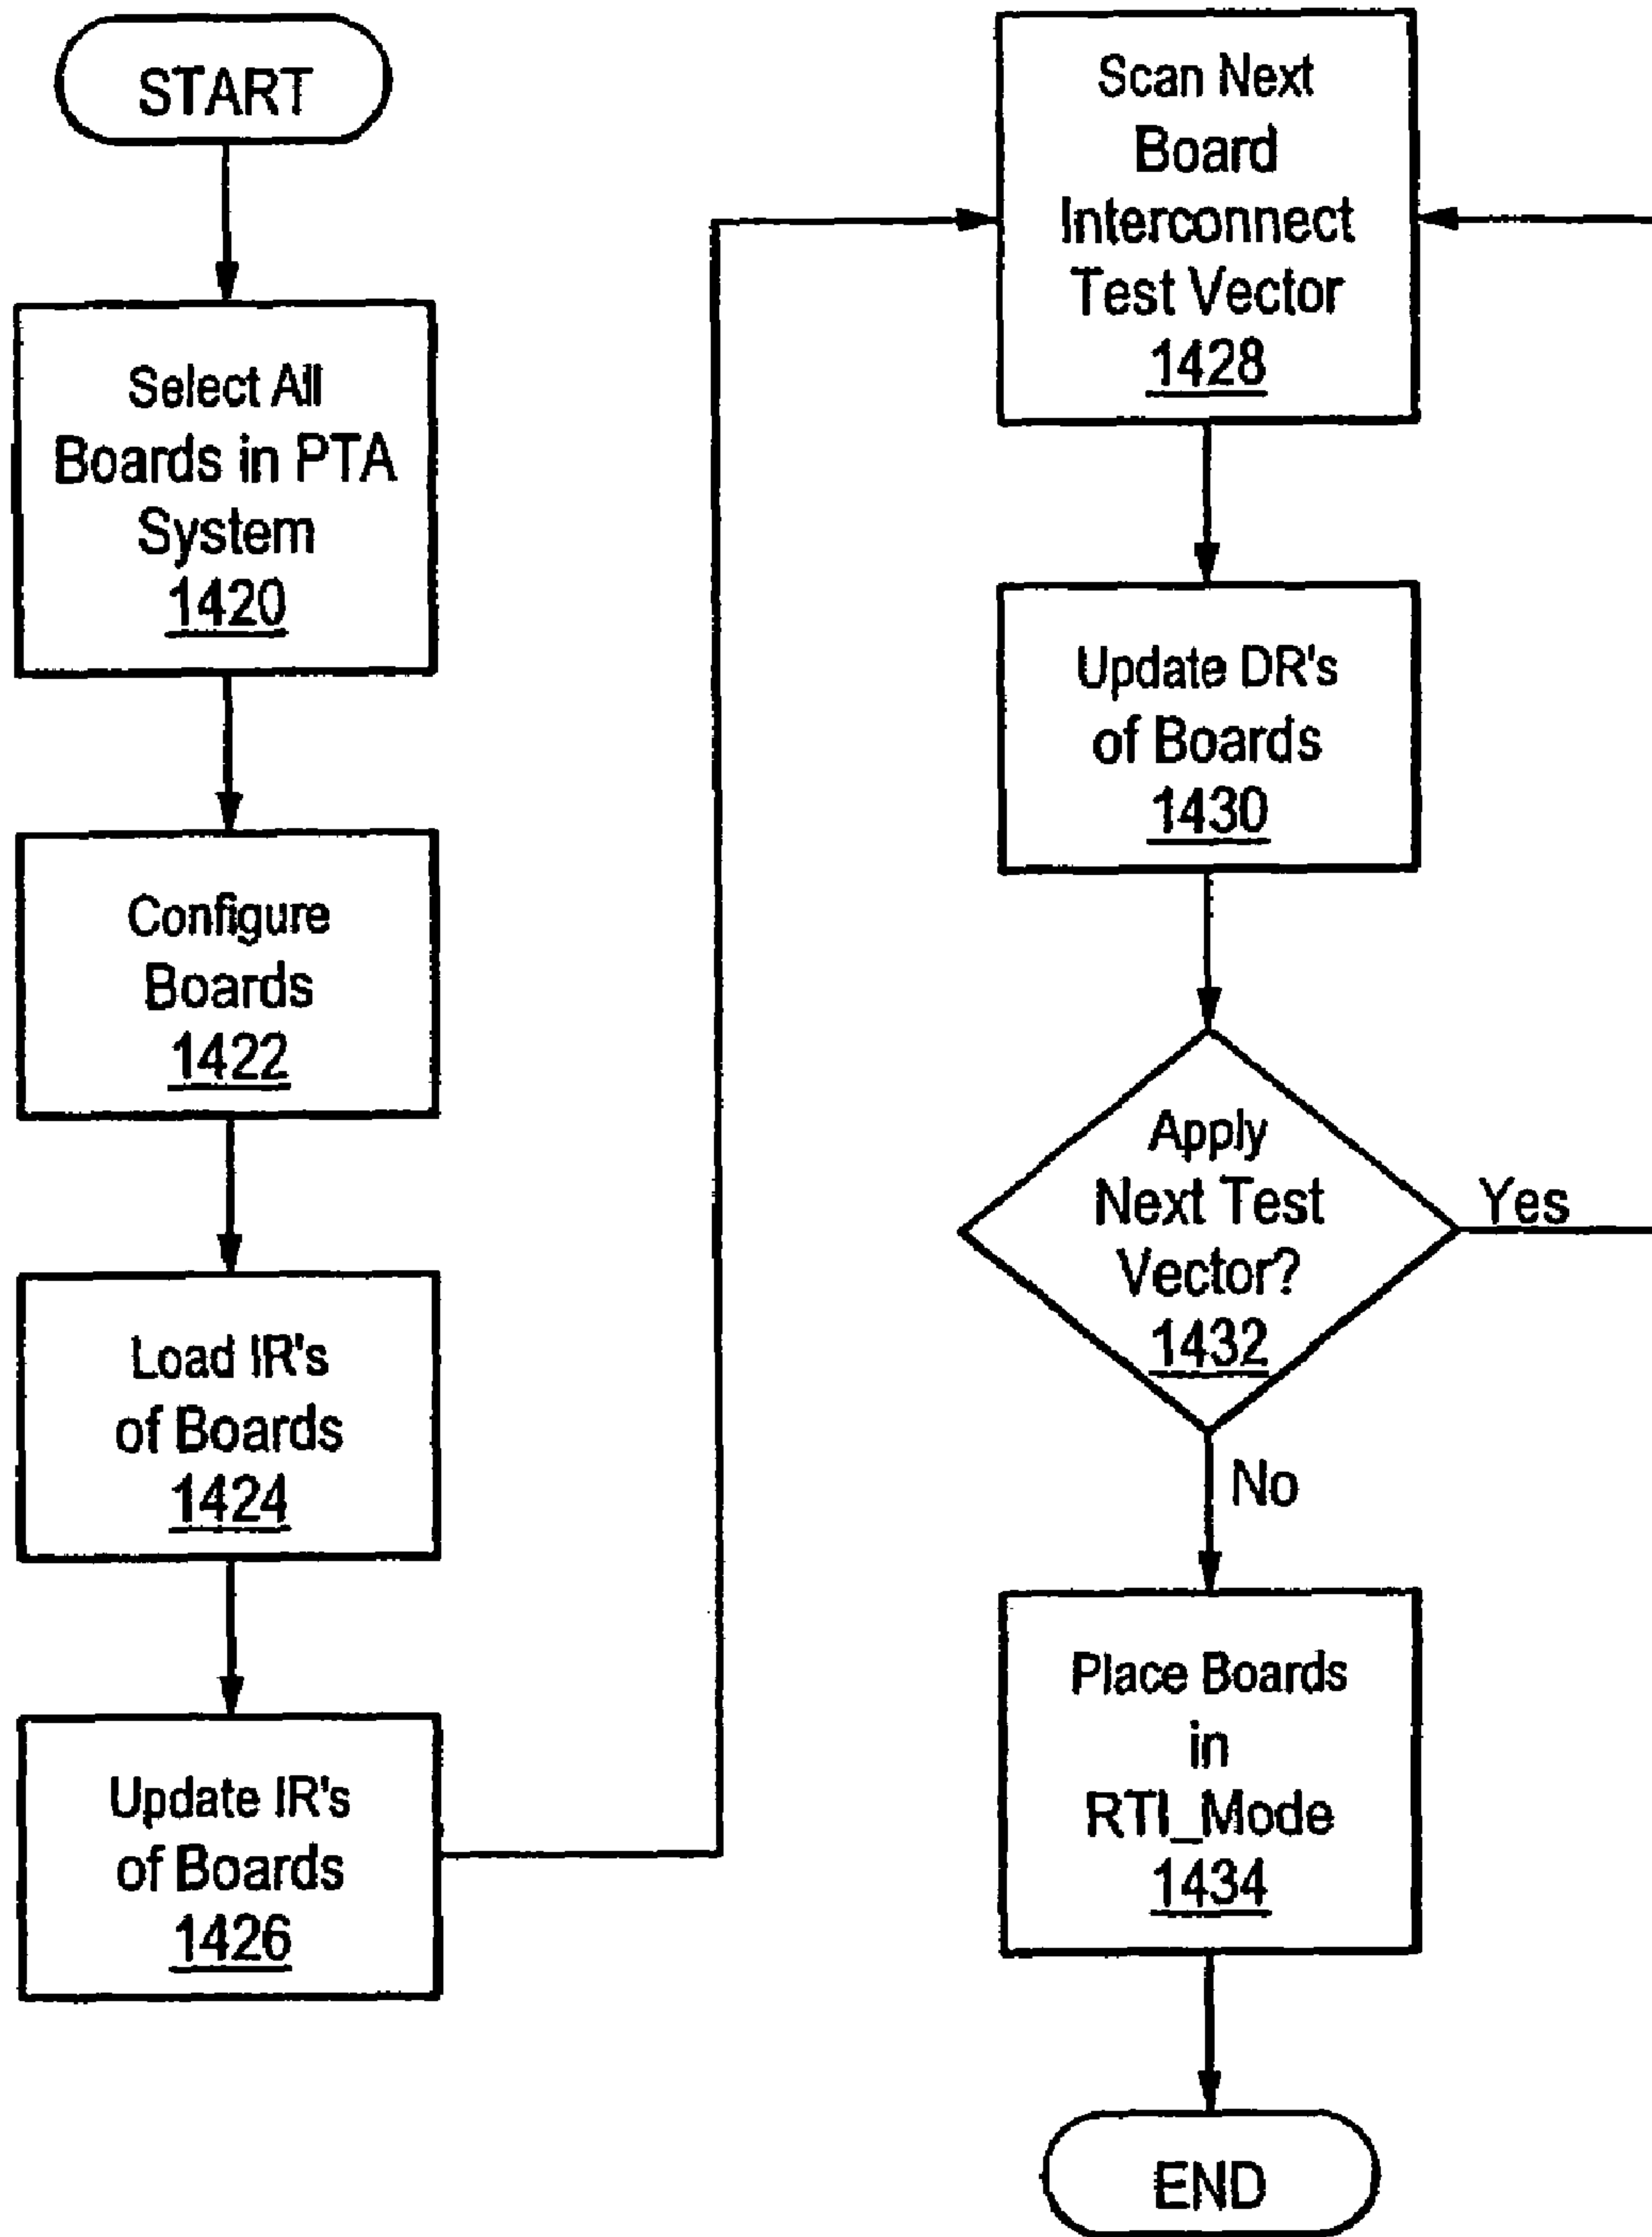 START
Select All
Boards in PTA
System
1420
Configure
Boards
1422
Load IR's
of Boards
1424
Update IR's
of Boards
1426
Scan Next
Board
Interconnect
Test Vector
1428
Update DR's
of Boards
1430
Apply
Next Test
Vector?
1432
Yes
No
Place Boards
in
RTI_Mode
1434
END